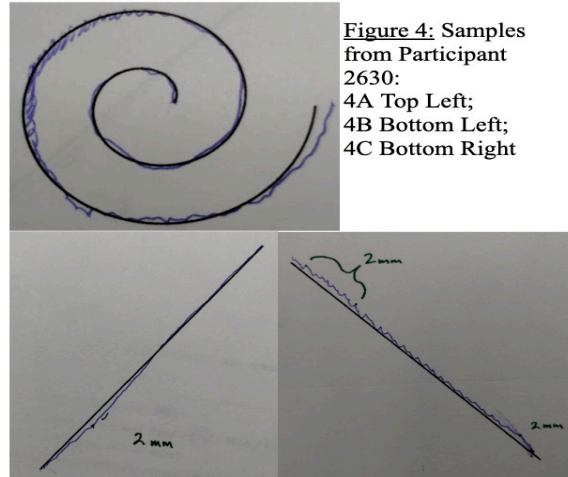 Figure 4: Samples
from Participant
2630:
4A Top Left;
4B Bottom Left;
4C Bottom Right
2mm
2mm
2mm